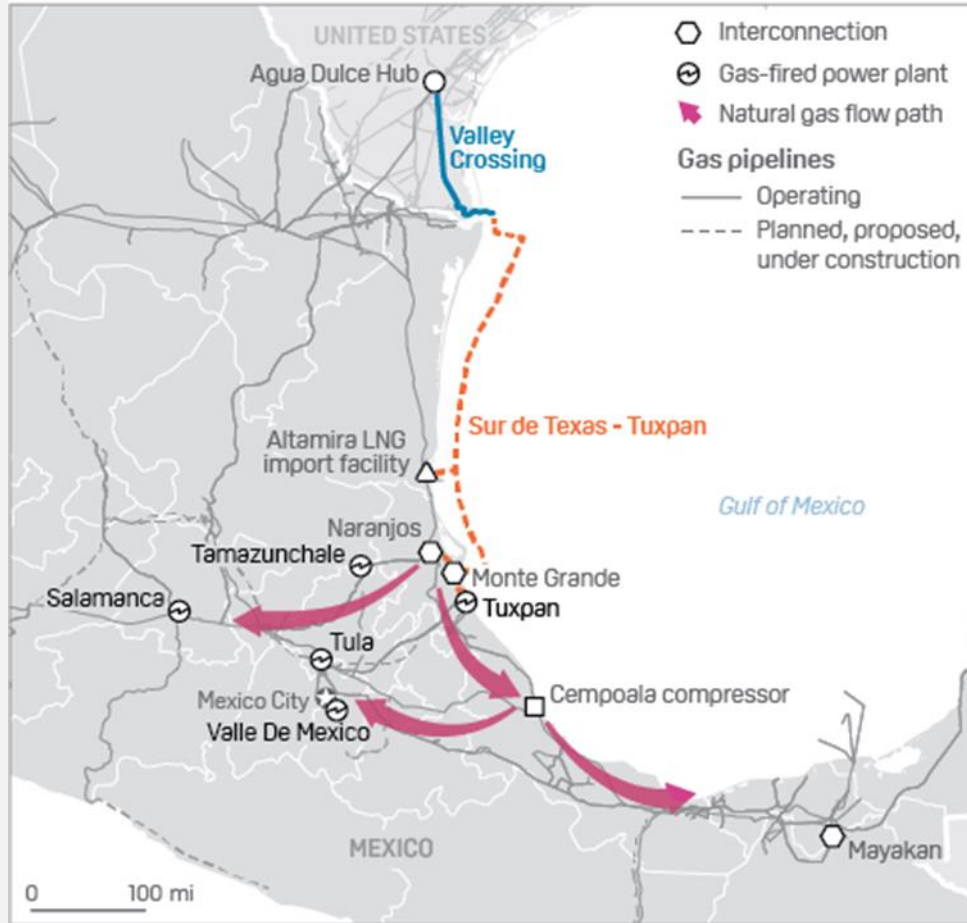 UNITED STATES
Agua Dulce Hub
Valley
Crossing
Interconnection
Gas-fired power plant
Natural gas flow path
Gas pipelines
Operating
Planned, proposed,
under construction
Sur de Texas - Tuxpan
Altamira LNG
import facility
Gulf of Mexico
Naranjos
Tamazunchale
Monte Grande
Salamanca
Tuxpan
Tula
Mexico City
Valle De Mexico
Cempoala compressor
MEXICO
Mayakan
0 100 mi